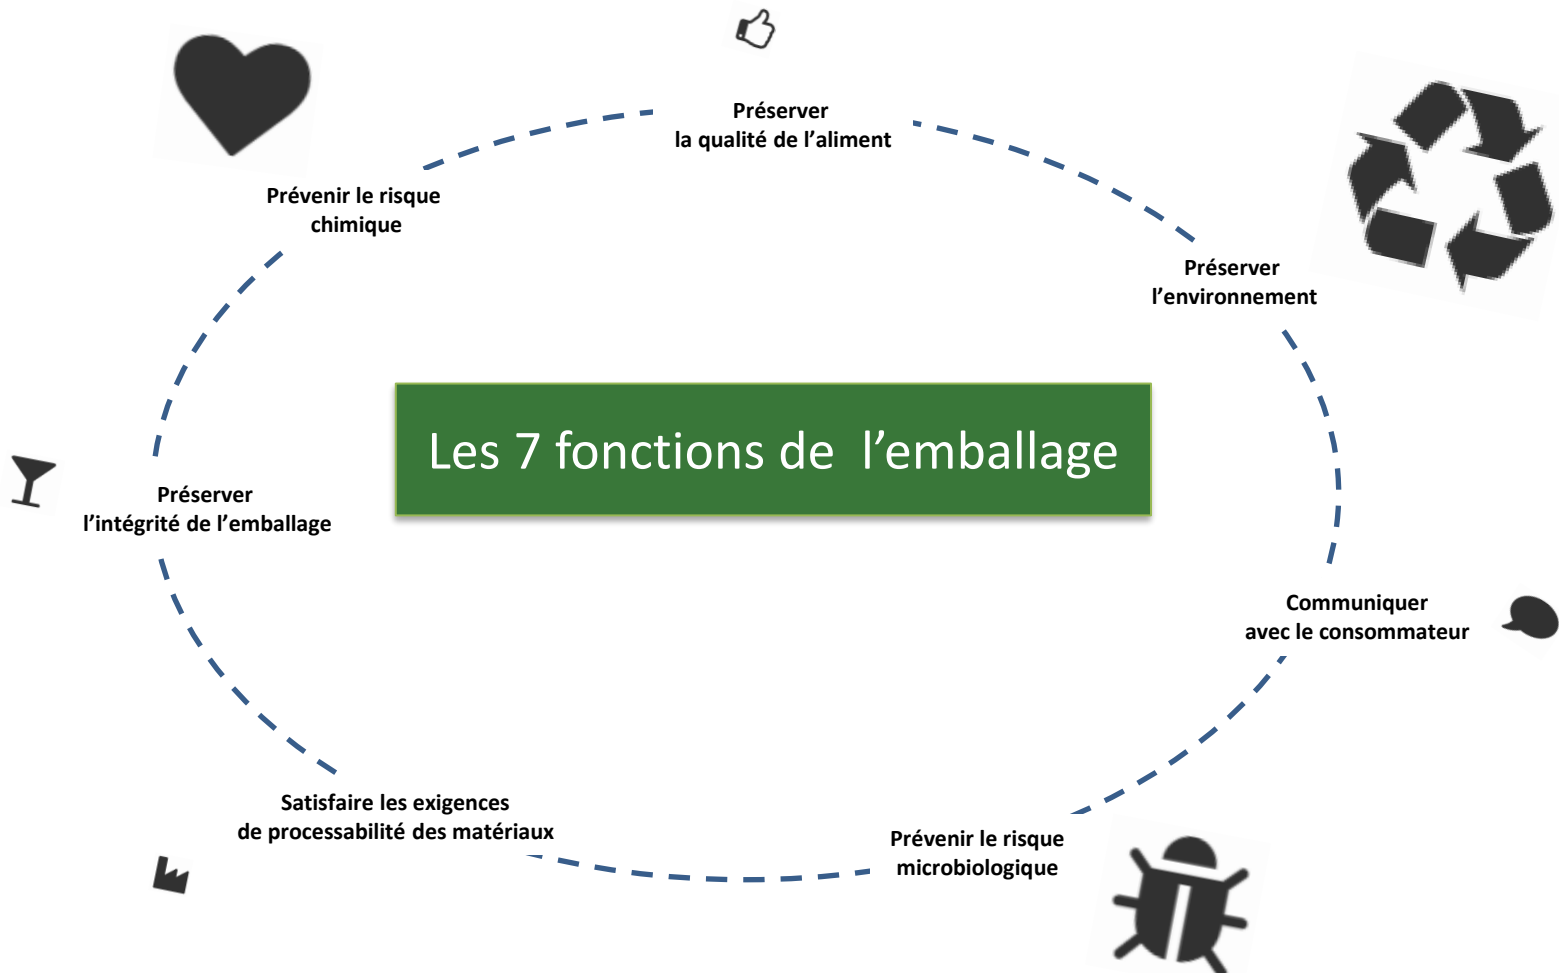 Préserver
la qualité de l’aliment
Prévenir le risque
chimique
Préserver
l’environnement
Les 7 fonctions de  l’emballage
Préserver
l’intégrité de l’emballage
Communiquer
avec le consommateur
Satisfaire les exigences
de processabilité des matériaux
Prévenir le risque
microbiologique